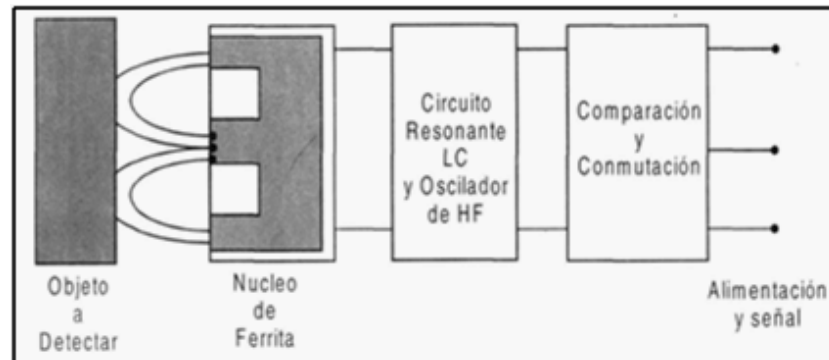 Objeto
a
Detectar
Nucleo
de
Ferrita
Circuito
Resonante
LC
y Oscilador
de HF
Comparación
y
Conmutación
Alimentación
y señal